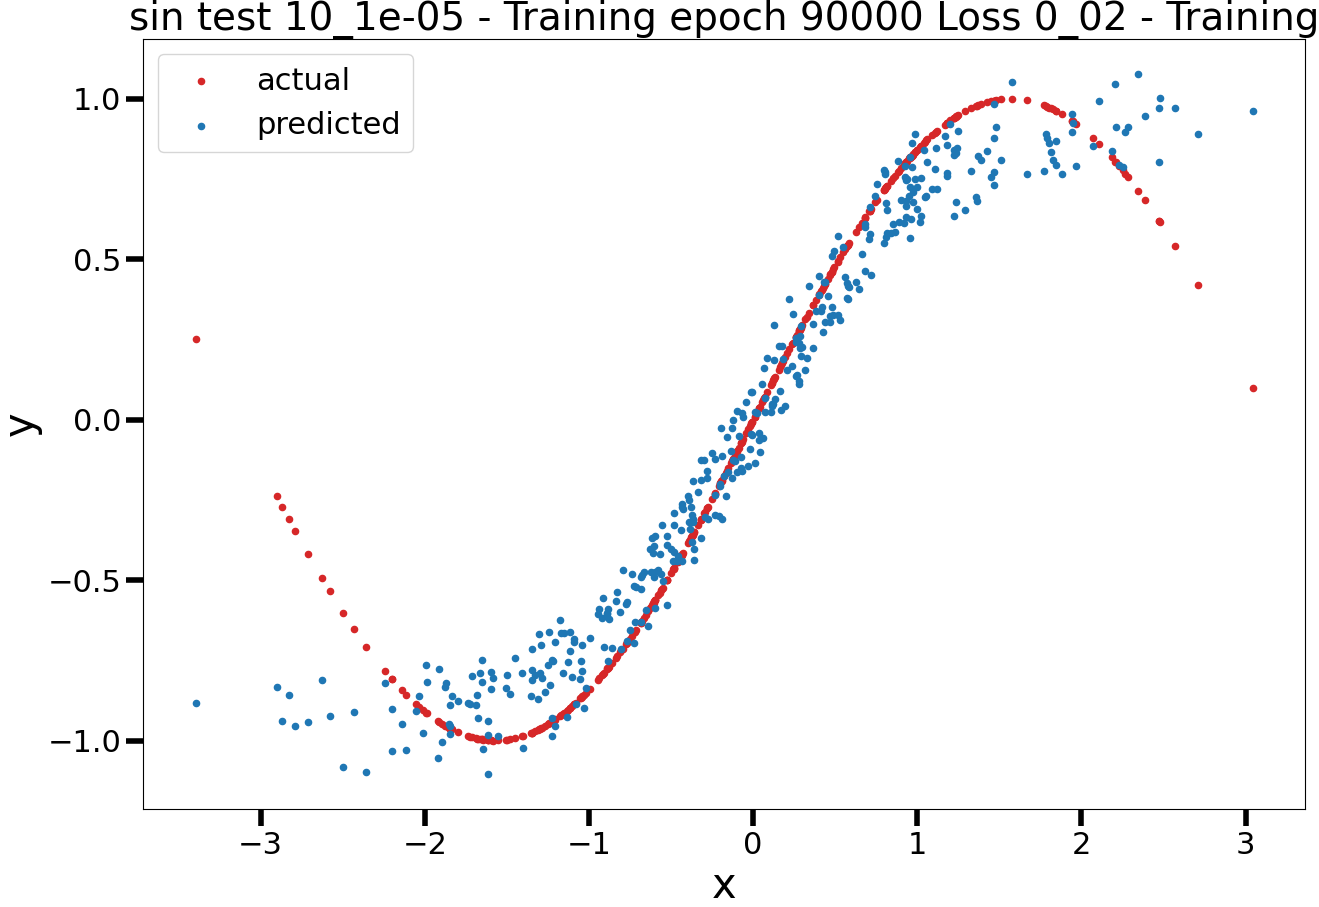 sin test 10_1e-05 - Training epoch 90000 Loss 0_02 - Training
actual
predicted
1.0
0.5
0.0
−0.5
−1.0
y
−3
−2
−1
0
1
2
3
x